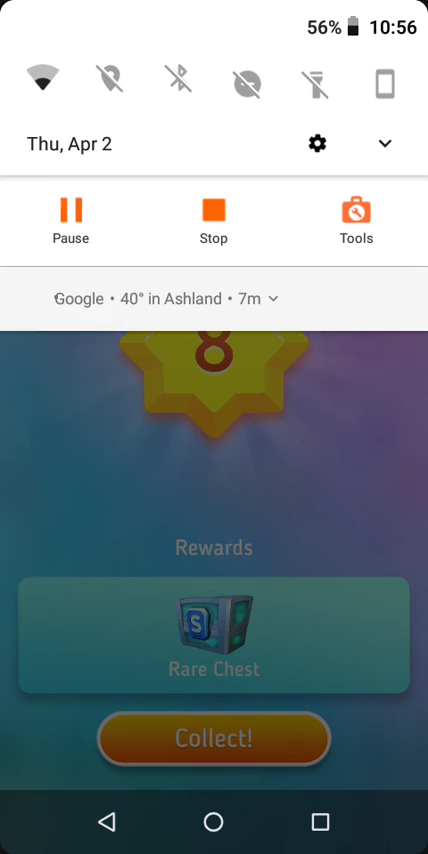 56% 10:56
Thu, Apr 2
Pause Stop Tools
Google • 40° in Ashland • 7m
8
Rewards
S
Rare Chest
Collect!